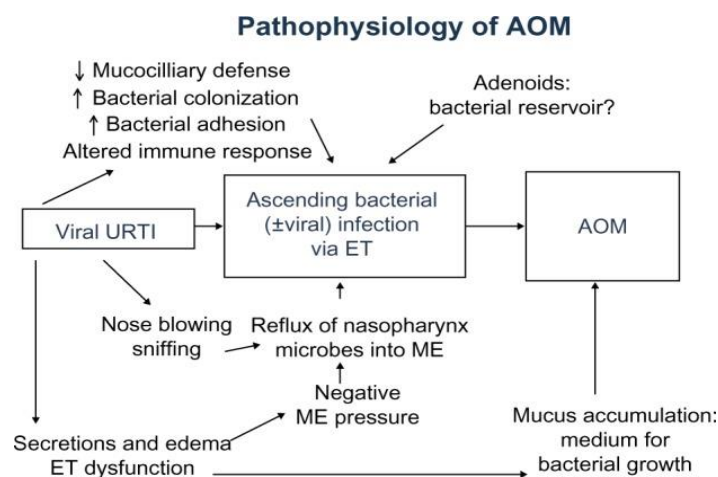 Pathophysiology of AOM
↓ Mucocilliary defense
↑ Bacterial colonization
↑ Bacterial adhesion
Altered immune response
Adenoids:
bacterial reservoir?
Viral URTI
Ascending bacterial
(±viral) infection
via ET
AOM
Nose blowing
sniffing
Reflux of nasopharynx
microbes into ME
Negative
ME pressure
Secretions and edema
ET dysfunction
Mucus accumulation:
medium for
bacterial growth